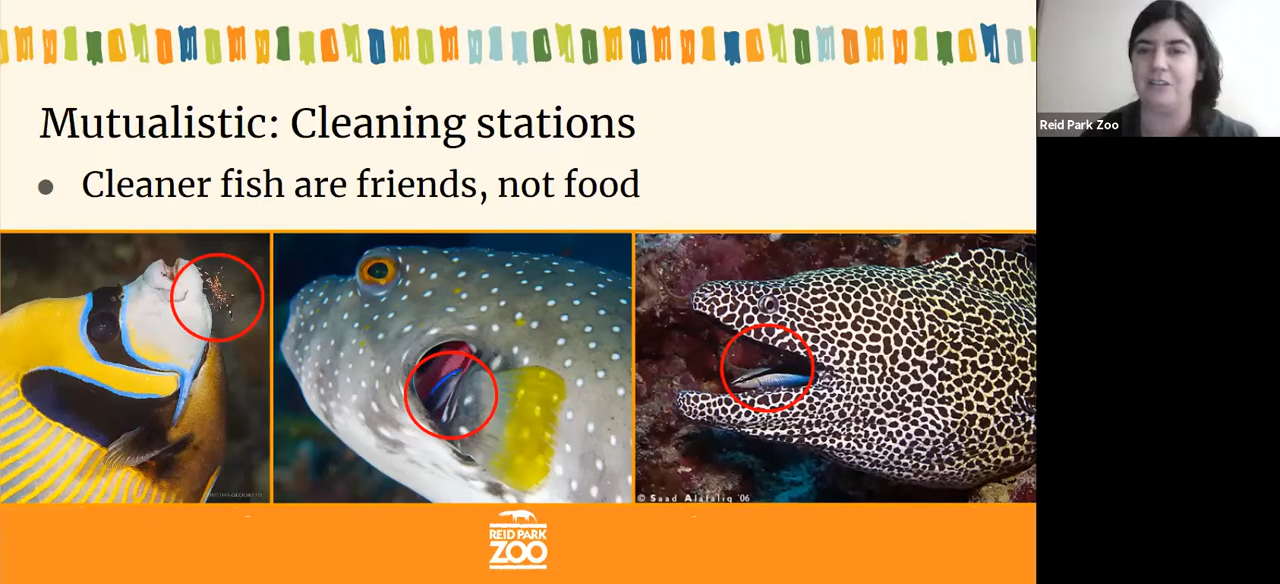 Mutualistic: Cleaning stations
Cleaner fish are friends, not food
Reid Park Zoo
© Saad Alafaliq '06
REID PARK
ZOO